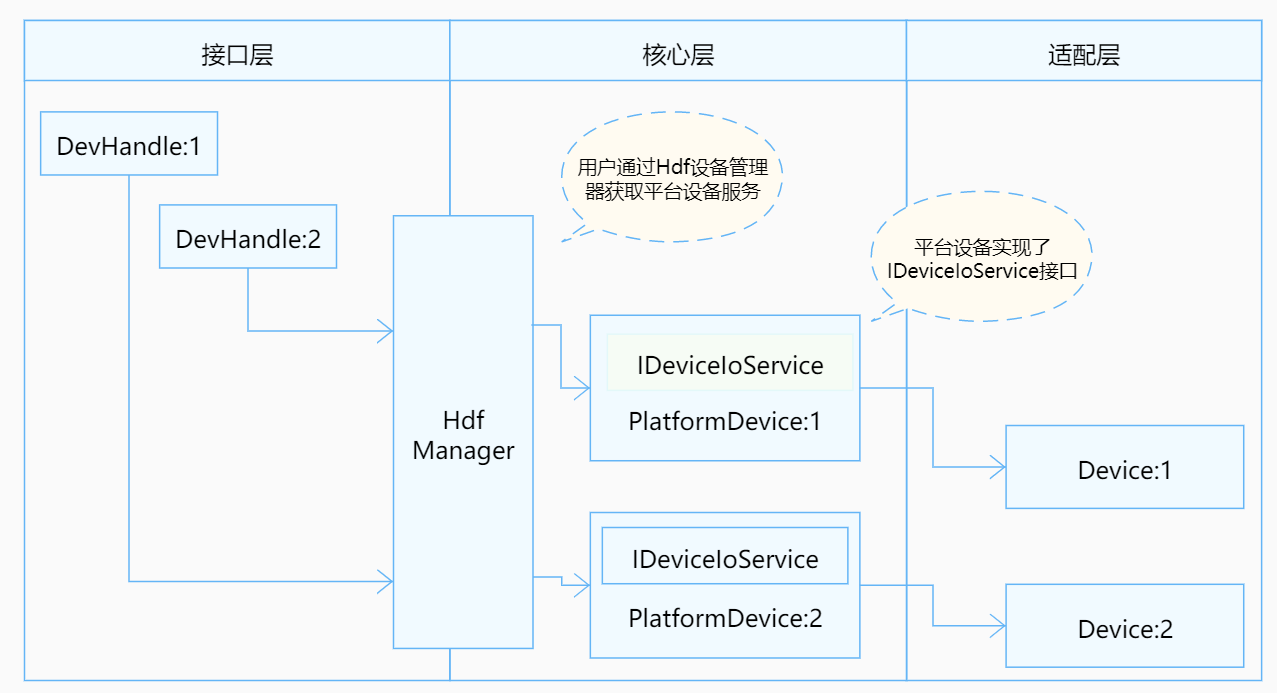 接口层
核心层
适配层
DevHandle:1
DevHandle:2
用户通过Hdf设备管理
器获取平台设备服务
平台设备实现了
IDeviceIoService接口
Hdf
Manager
IDeviceIoService
PlatformDevice:1
Device:1
IDeviceIoService
PlatformDevice:2
Device:2